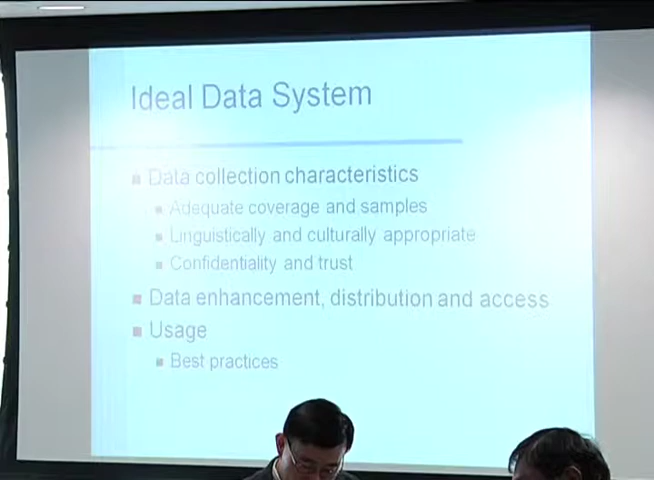 Ideal Data System
Data collection characteristics
Adequate coverage and samples
Linguistically and culturally appropriate
Confidentiality and trust
Data enhancement, distribution and access
Usage
Best practices